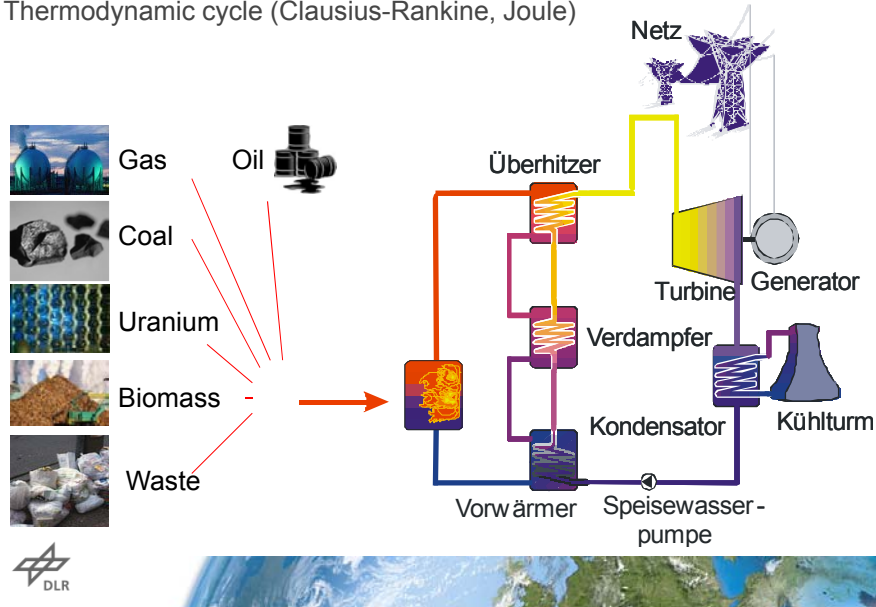 Thermodynamic cycle (Clausius-Rankine, Joule)
Netz
Gas
Oil
Überhitzer
Coal
Turbine
Generator
Uranium
Verdampfer
Biomass
Kondensator
Kühlturm
Waste
Vorwärmer
Speisewasser-
pumpe
DLR